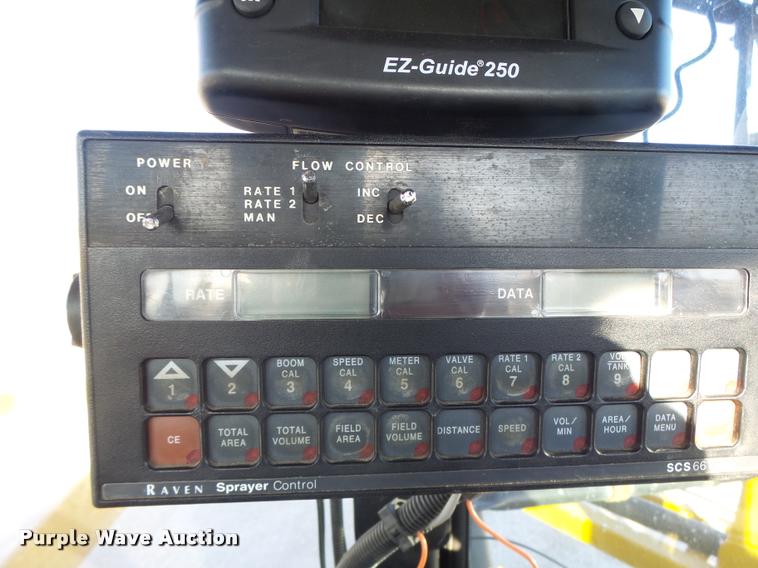 EZ-Guide® 250
POWER
FLOW CONTROL
ON
OFF
RATE 1
RATE 2
MAN
INC
DEC
RATE
DATA
1
2
BOOM CAL 3
SPEED CAL 4
METER CAL 5
VALVE CAL 6
RATE 1 CAL 7
RATE 2 CAL 8
TANK 9
CE
TOTAL AREA
TOTAL VOLUME
FIELD AREA
FIELD VOLUME
DISTANCE
SPEED
VOL/ MIN
AREA/ HOUR
DATA MENU
RAVEN Sprayer Control
SCS 66
Purple Wave Auction